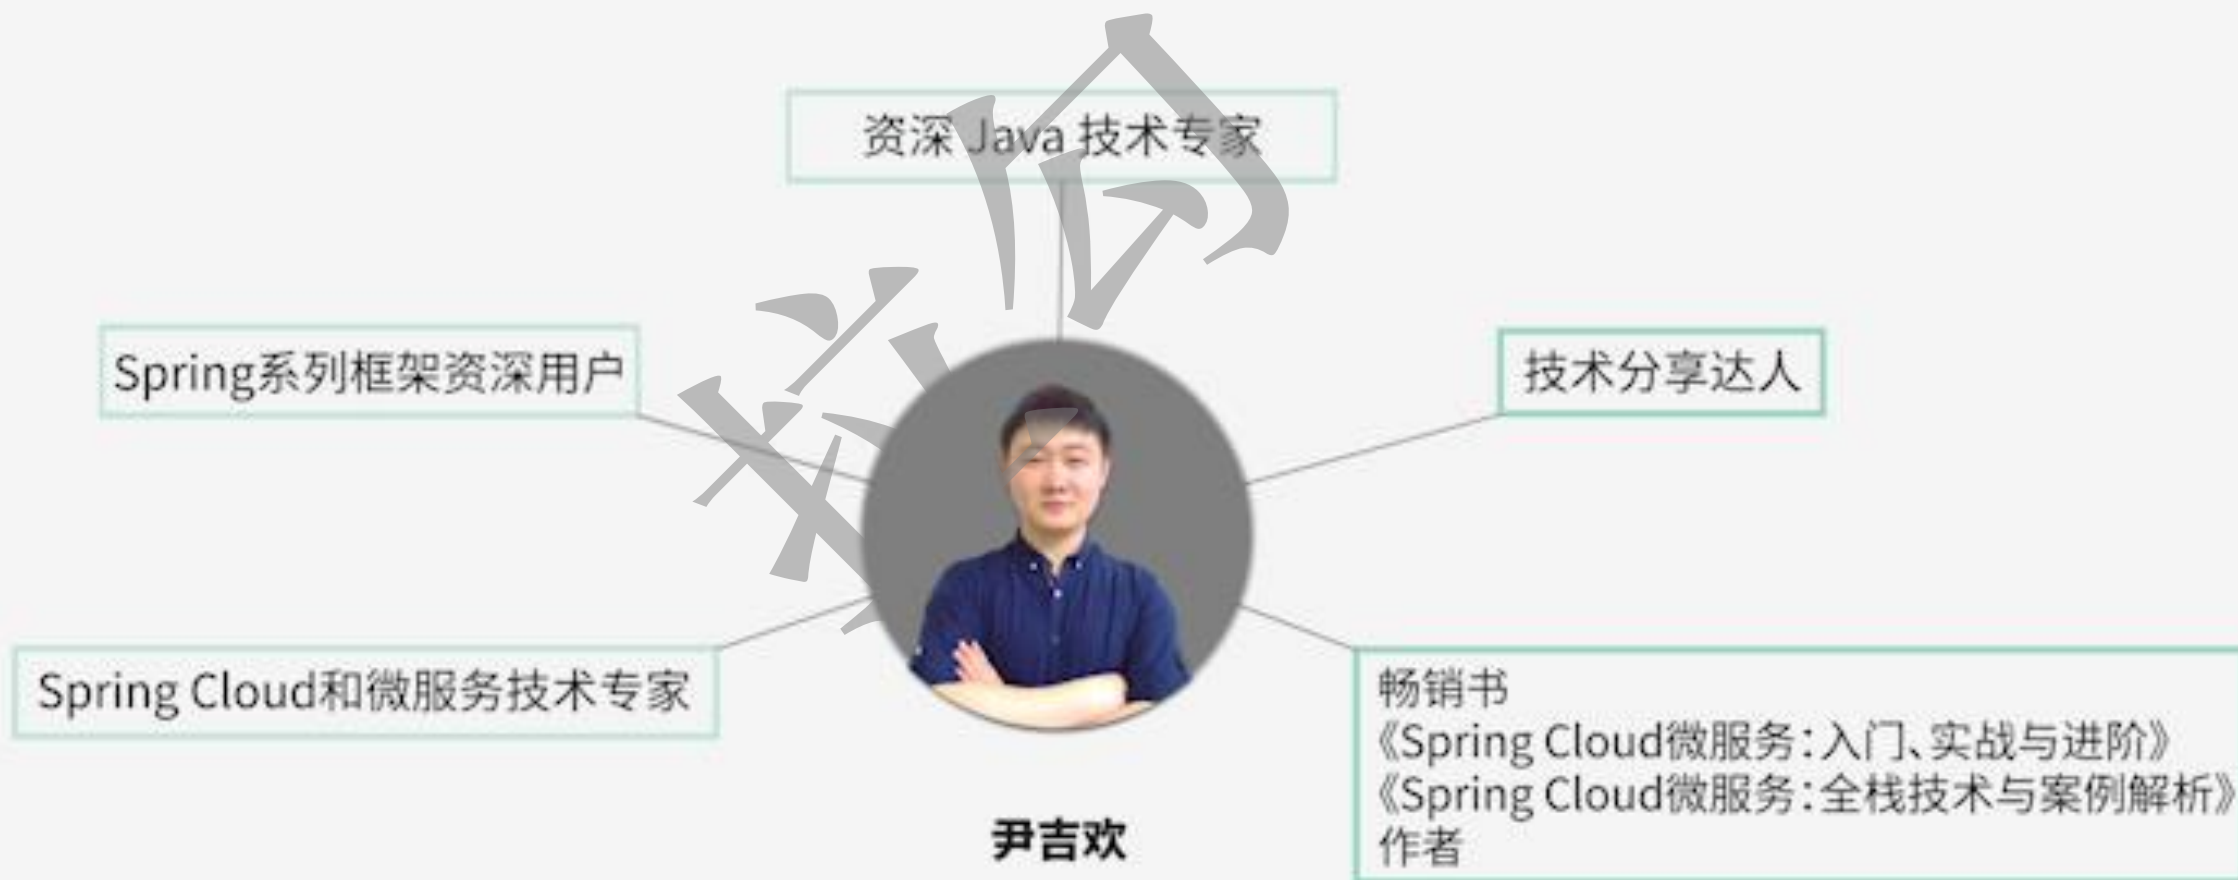 资深 Java 技术专家
Spring系列框架资深用户
技术分享达人
Spring Cloud和微服务技术专家
畅销书
《Spring Cloud微服务：入门、实战与进阶》
《Spring Cloud微服务：全栈技术与案例解析》
作者
尹吉欢